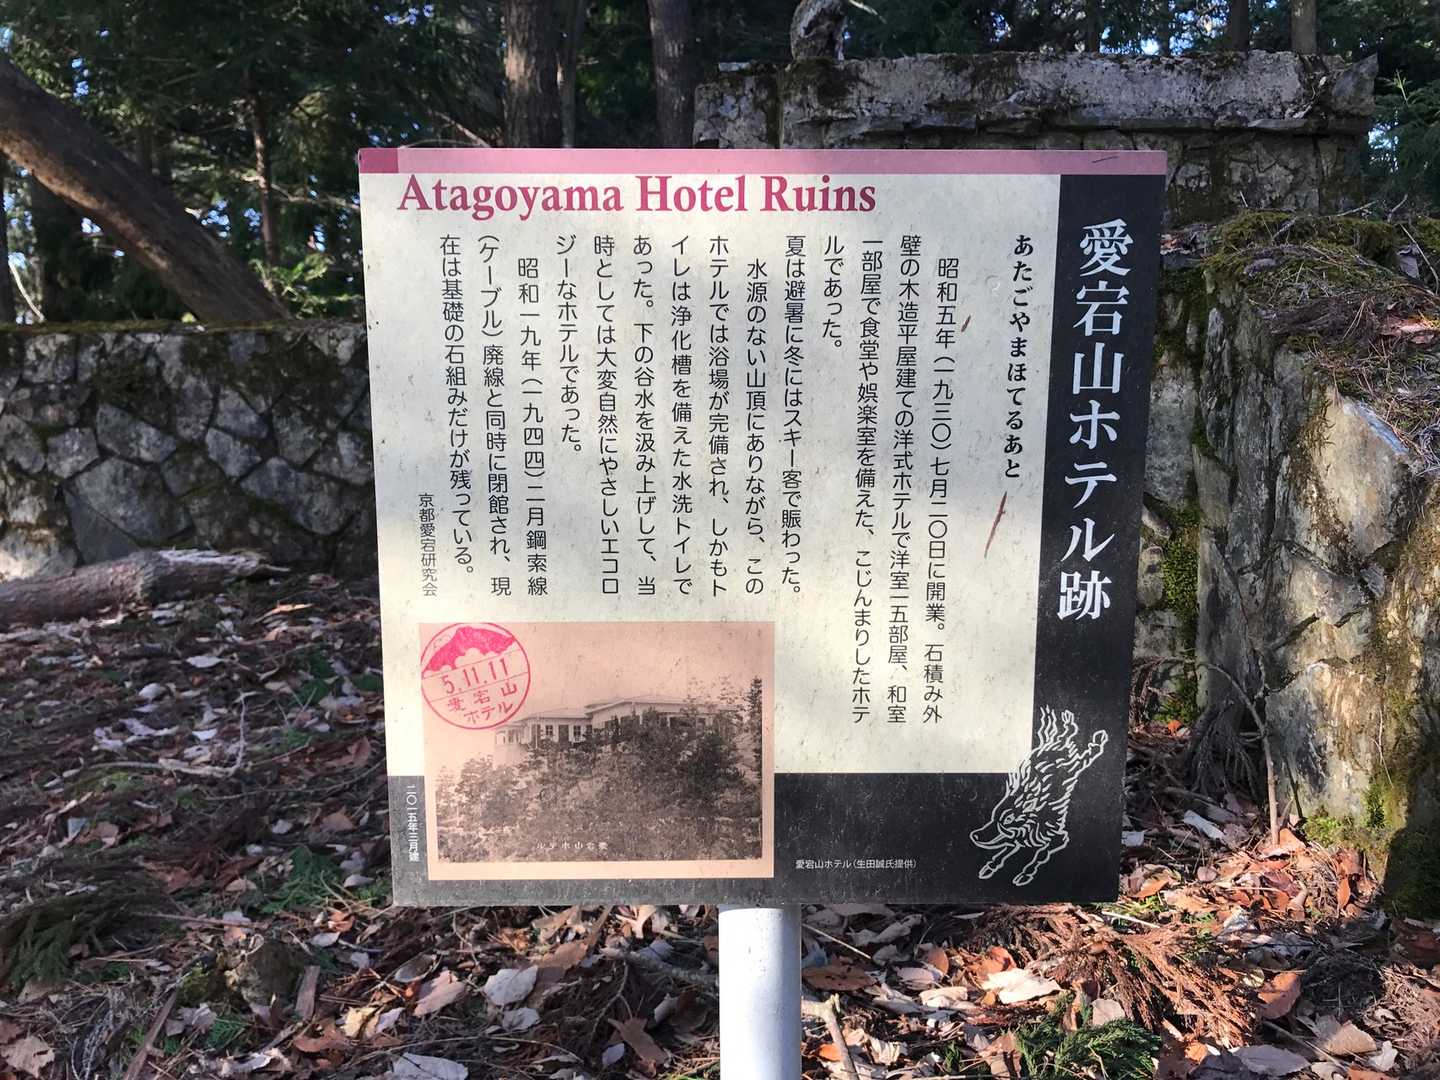 Atagoyama Hotel Ruins
愛宕山ホテル跡
あたごやまほてるあと
昭和五年（一九三〇）七月二〇日に開業。石積み外
壁の木造平屋建ての洋式ホテルで洋室一五部屋、和室
一部屋で食堂や娯楽室を備えた、こじんまりしたホテ
ルであった。
夏は避暑に冬にはスキー客で賑わった。
水源のない山頂にありながら、この
ホテルでは浴場が完備され、しかもト
イレは浄化槽を備えた水洗トイレで
あった。下の谷水を汲み上げして、当
時としては大変自然にやさしいエコロ
ジーなホテルであった。
昭和一九年（一九四四）二月鋼索線
（ケーブル）廃線と同時に閉館され、現
在は基礎の石組みだけが残っている。
京都愛宕研究会
5.11.11
愛宕山
ホテル
ルテホ山宕愛
愛宕山ホテル（生田誠氏提供）
二〇一五年三月建